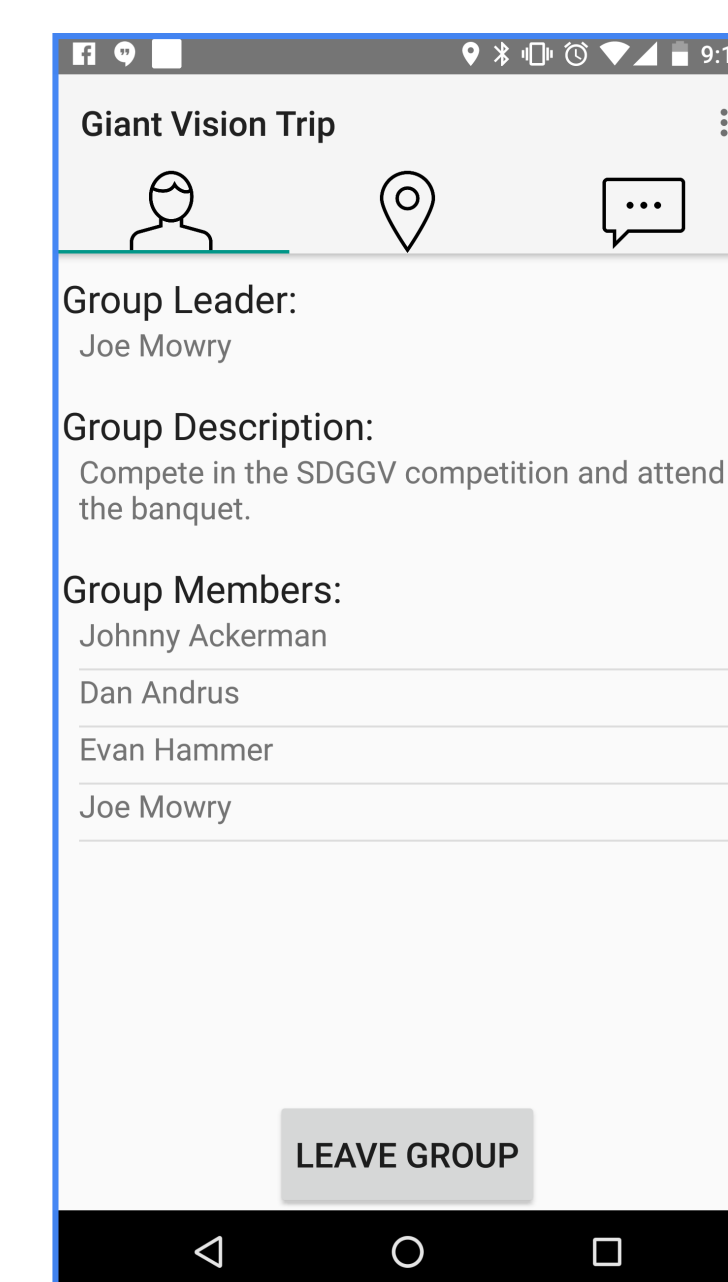 Giant Vision Trip
Group Leader:
Joe Mowry
Group Description:
Compete in the SDGGV competition and attend
the banquet.
Group Members:
Johnny Ackerman
Dan Andrus
Evan Hammer
Joe Mowry
LEAVE GROUP